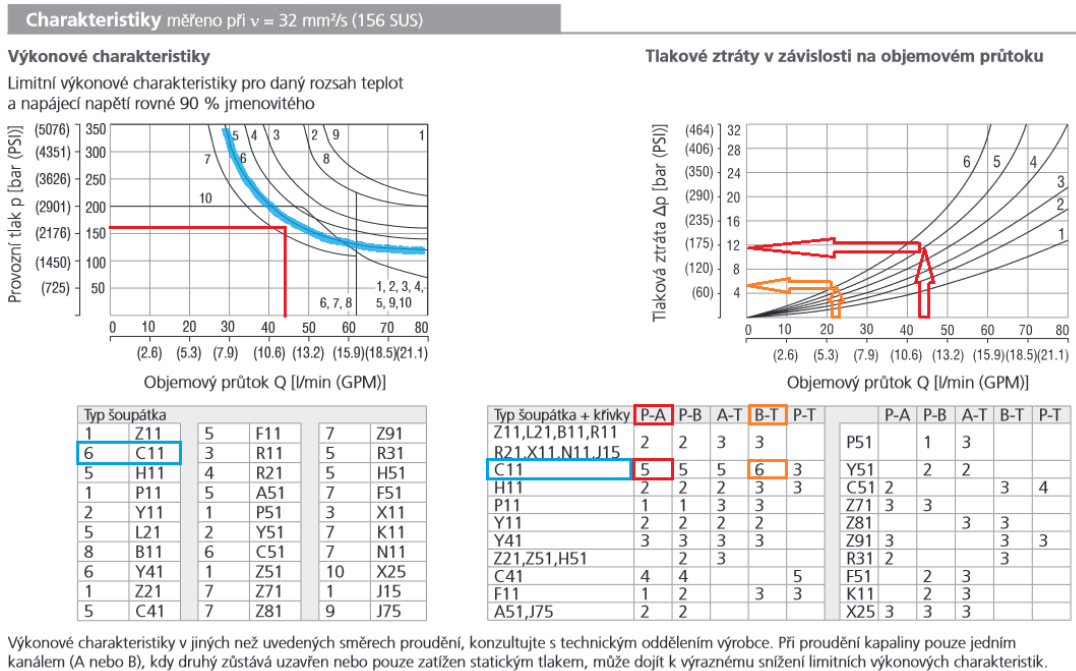 Charakteristiky měřeno při ν = 32 mm²/s (156 SUS)
Výkonové charakteristiky
Limitní výkonové charakteristiky pro daný rozsah teplot
a napájecí napětí rovné 90 % jmenovitého
Provozní tlak p [bar (PSI)]
(5076) 350
(4351) 300
(3626) 250
(2901) 200
(2176) 150
(1450) 100
(725) 50
5 4 3 2 9 1
7 6 8
10
1, 2, 3, 4,
6, 7, 8 5, 9,10
0 10 20 30 40 50 60 70 80
(2.6) (5.3) (7.9) (10.6) (13.2) (15.9)(18.5)(21.1)
Objemový průtok Q [l/min (GPM)]
Tlakové ztráty v závislosti na objemovém průtoku
Tlaková ztráta Δp [bar (PSI)]
(464) 32
(406) 28
(350) 24
(290) 20
(235) 16
(175) 12
(120) 8
(60) 4
6 5 4
3
2
1
0 10 20 30 40 50 60 70 80
(2.6) (5.3) (7.9) (10.6) (13.2) (15.9)(18.5)(21.1)
Objemový průtok Q [l/min (GPM)]
Typ šoupátka
1 Z11 5 F11 7 Z91
6 C11 3 R11 5 R31
5 H11 4 R21 5 H51
1 P11 5 A51 7 F51
2 Y11 1 P51 3 X11
5 L21 2 Y51 7 K11
8 B11 6 C51 7 N11
6 Y41 1 Z51 10 X25
1 Z21 7 Z71 1 J15
5 C41 7 Z81 9 J75
Typ šoupátka + křivky P-A P-B A-T B-T P-T
Z11,L21,B11,R11
R21,X11,N11,J15 2 2 3 3
C11 5 5 5 6 3
H11 2 2 2 3 3
P11 1 1 3 3
Y11 2 2 2 2
Y41 3 3 3 3
Z21,Z51,H51 2 3
C41 4 4 5
F11 1 2 3 3
A51,J75 2 2
P-A P-B A-T B-T P-T
P51 1 3
Y51 2 2
C51 2 3 4
Z71 3 3
Z81 3 3
Z91 3 3 3
R31 2 3
F51 2 3
K11 2 3
X25 3 3 3
Výkonové charakteristiky v jiných než uvedených směrech proudění, konzultujte s technickým oddělením výrobce. Při proudění kapaliny pouze jedním
kanálem (A nebo B), kdy druhý zůstává uzavřen nebo pouze zatížen statickým tlakem, může dojít k výraznému snížení limitních výkonových charakteristik.